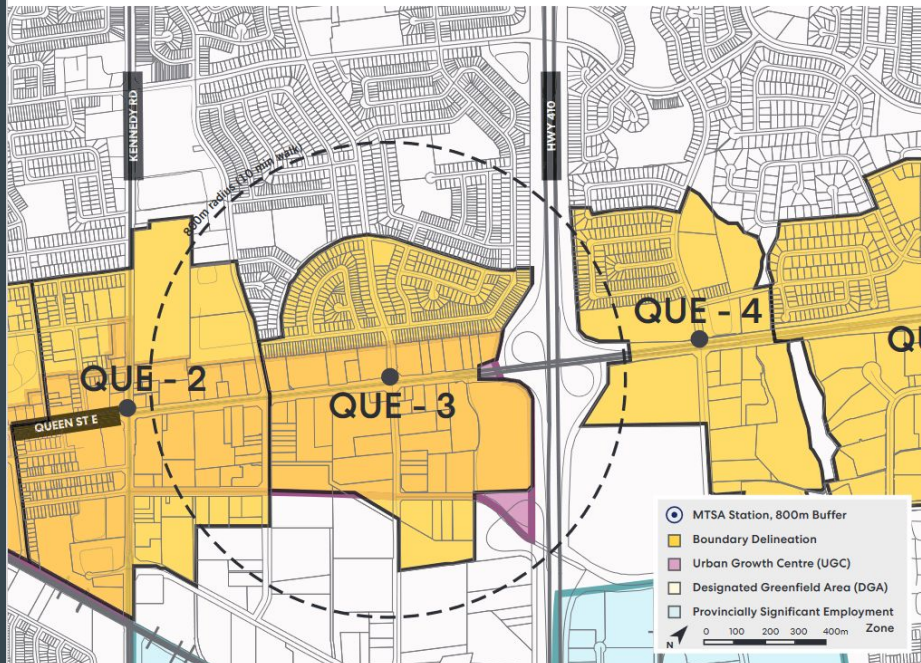 KENNEDY RD
HWY 410
800m radius (10-min walk)
QUE - 4
QUE - 2
QUE - 3
QUEEN ST E
MTSA Station, 800m Buffer
Boundary Delineation
Urban Growth Centre (UGC)
Designated Greenfield Area (DGA)
Provincially Significant Employment
Zone
0 100 200 300 400m
N